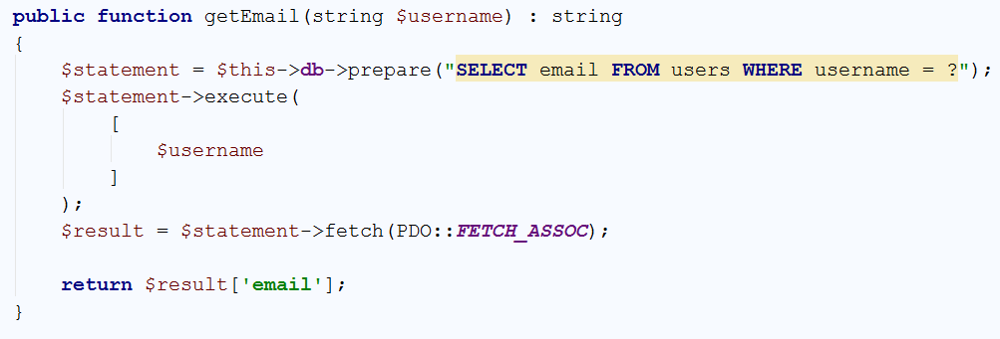 public function getEmail(string $username) : string
{
    $statement = $this->db->prepare("SELECT email FROM users WHERE username = ?");
    $statement->execute(
        [
            $username
        ]
    );
    $result = $statement->fetch(PDO::FETCH_ASSOC);

    return $result['email'];
}